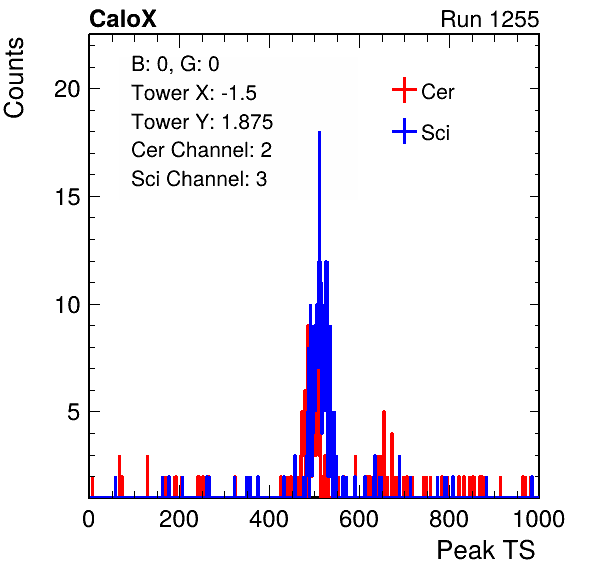 CaloX Run 1255
Counts
B: 0, G: 0
Tower X: -1.5
Tower Y: 1.875
Cer Channel: 2
Sci Channel: 3
Cer
Sci
20
15
10
5
0 200 400 600 800 1000
Peak TS